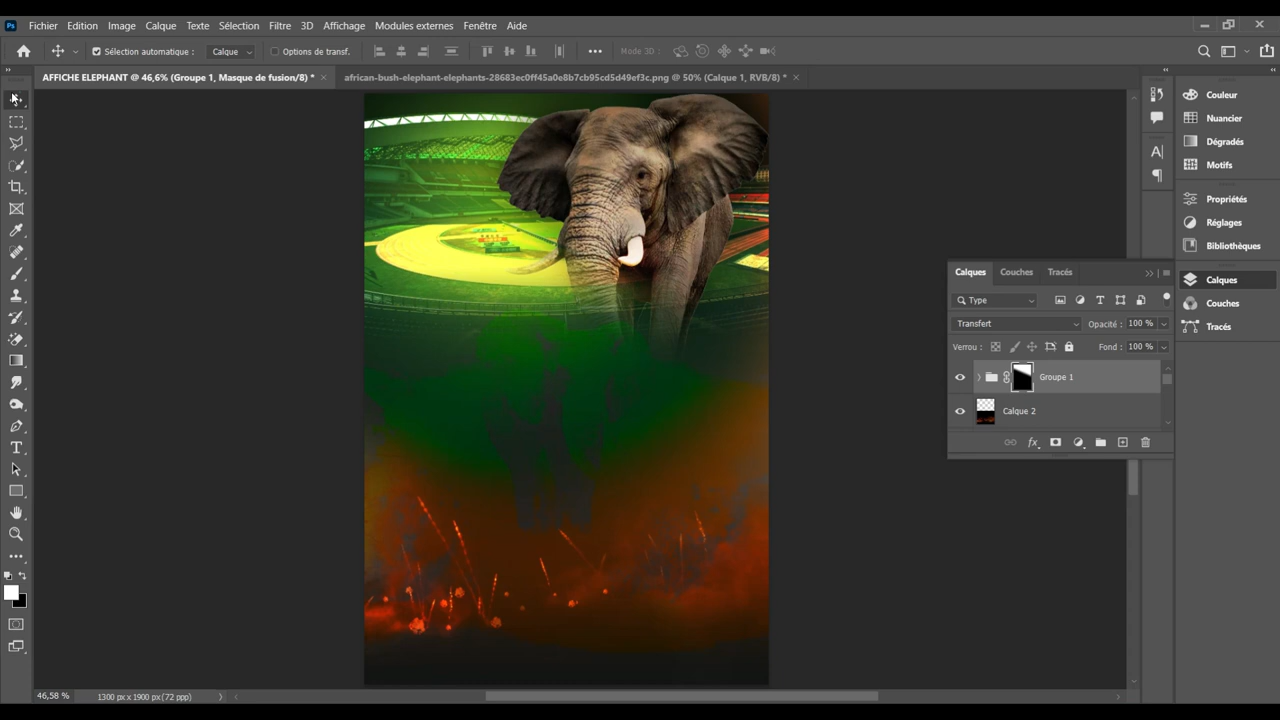 Ps Fichier Edition Image Calque Texte Sélection Filtre 3D Affichage Modules externes Fenêtre Aide
Sélection automatique : Calque Options de transf. Mode 3D :
AFFICHE ELEPHANT @ 46,6% (Groupe 1, Masque de fusion/8) * african-bush-elephant-elephants-28683ec0ff45a0e8b7cb95cd5d49ef3c.png @ 50% (Calque 1, RVB/8) *
Couleur
Nuancier
Dégradés
Motifs
Propriétés
Réglages
Bibliothèques
Calques
Couches
Tracés
Calques Couches Tracés
Type
Transfert Opacité : 100 %
Verrou : Fond : 100 %
Groupe 1
Calque 2
fx
46,58 % 1300 px x 1900 px (72 ppp)